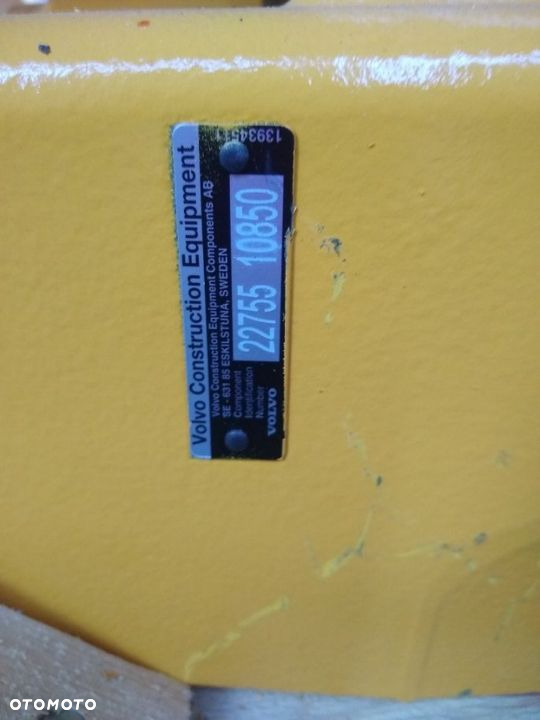 Volvo Construction Equipment
Volvo Construction Equipment Components AB
SE - 631 85 ESKILSTUNA, SWEDEN
Component
Identification
Number
22755 10850
VOLVO
OTOMOTO